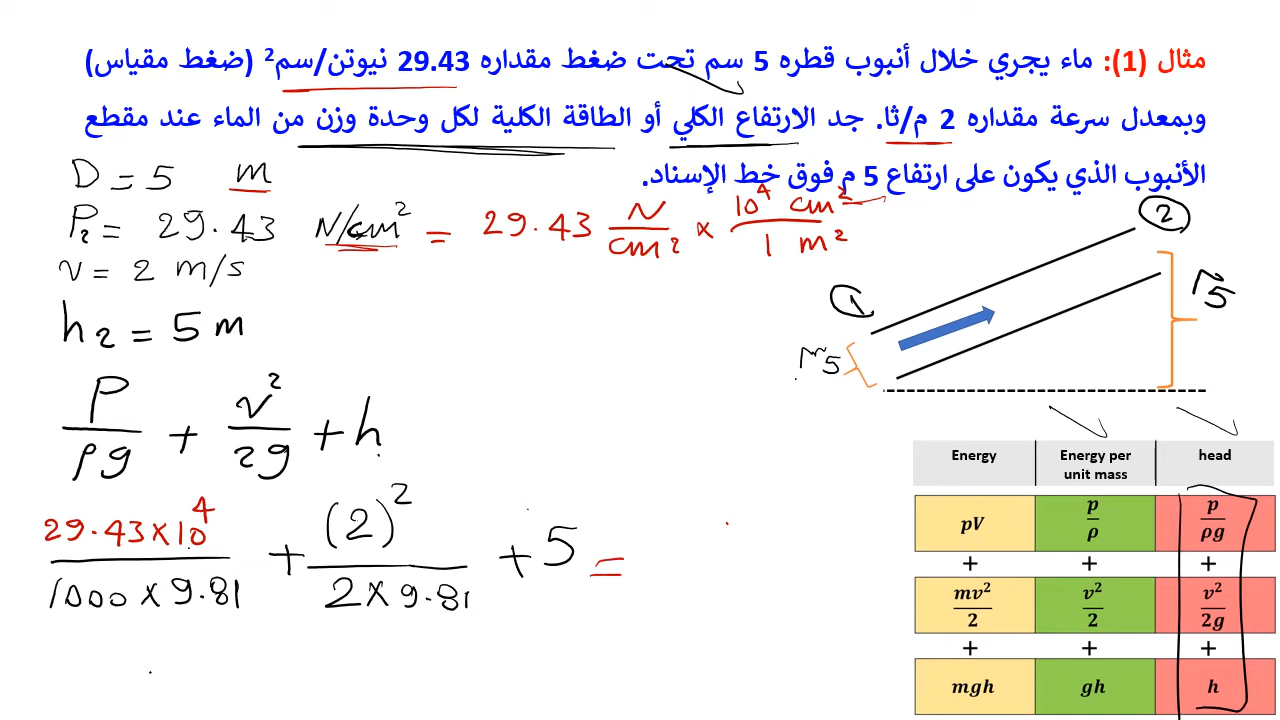 مثال (1): ماء يجري خلال أنبوب قطره 5 سم تحت ضغط مقداره 29.43 نيوتن/سم² (ضغط مقياس)
وبمعدل سرعة مقداره 2 م/ثا. جد الارتفاع الكلي أو الطاقة الكلية لكل وحدة وزن من الماء عند مقطع
الأنبوب الذي يكون على ارتفاع 5 م فوق خط الإسناد.
D = 5 m
P₂ = 29.43 N/cm² = 29.43 N/cm² × 10⁴ cm²/1 m²
v = 2 m/s
h₂ = 5 m
2
1
5
5
P/ρg + v²/2g + h
29.43×10⁴/1000 × 9.81 + (2)²/2 × 9.81 + 5 =
Energy Energy per unit mass head
pV p/ρ p/ρg
+ + +
mv²/2 v²/2 v²/2g
+ + +
mgh gh h